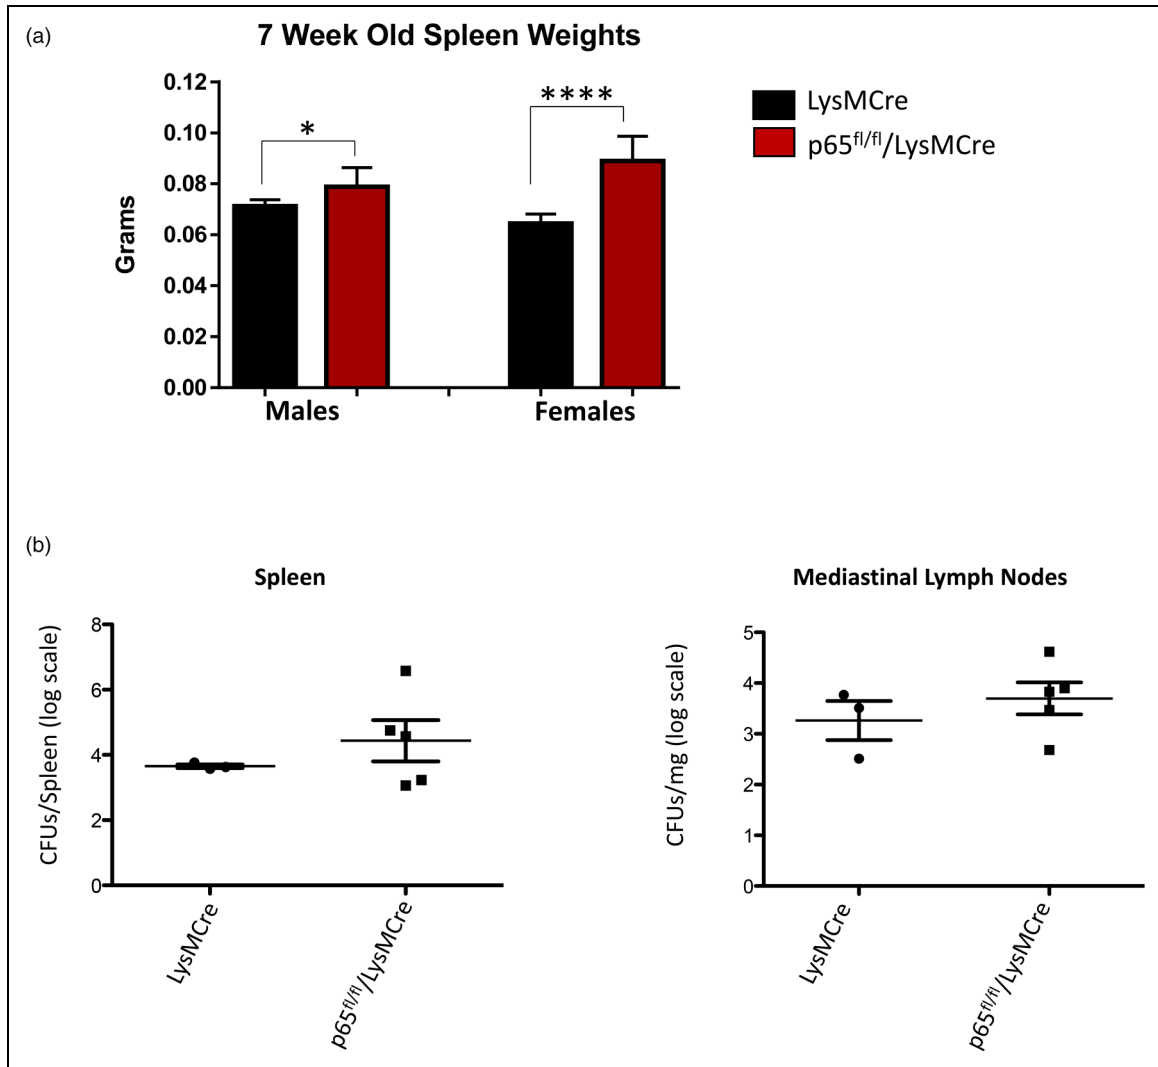 (a)
7 Week Old Spleen Weights
Grams
0.12
0.10
0.08
0.06
0.04
0.02
0.00
*
****
Males
Females
LysMCre
p65fl/fl/LysMCre
(b)
Spleen
CFUs/Spleen (log scale)
8
6
4
2
0
LysMCre
p65fl/fl/LysMCre
Mediastinal Lymph Nodes
CFUs/mg (log scale)
5
4
3
2
1
0
LysMCre
p65fl/fl/LysMCre